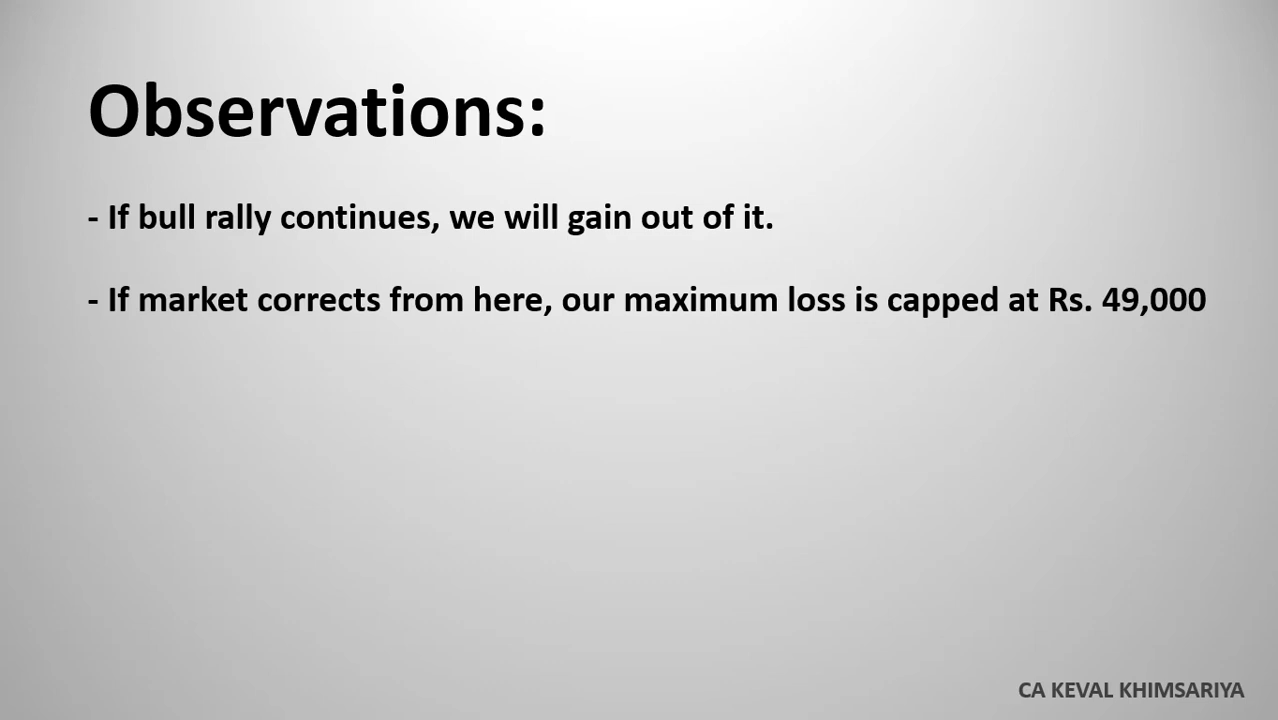 Observations:
- If bull rally continues, we will gain out of it.
- If market corrects from here, our maximum loss is capped at Rs. 49,000
CA KEVAL KHIMSARIYA